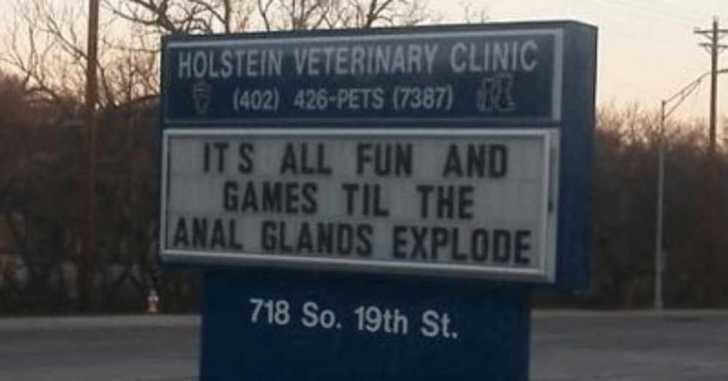 HOLSTEIN VETERINARY CLINIC
(402) 426-PETS (7387)
IT S ALL FUN AND
GAMES TIL THE
ANAL GLANDS EXPLODE
718 So. 19th St.